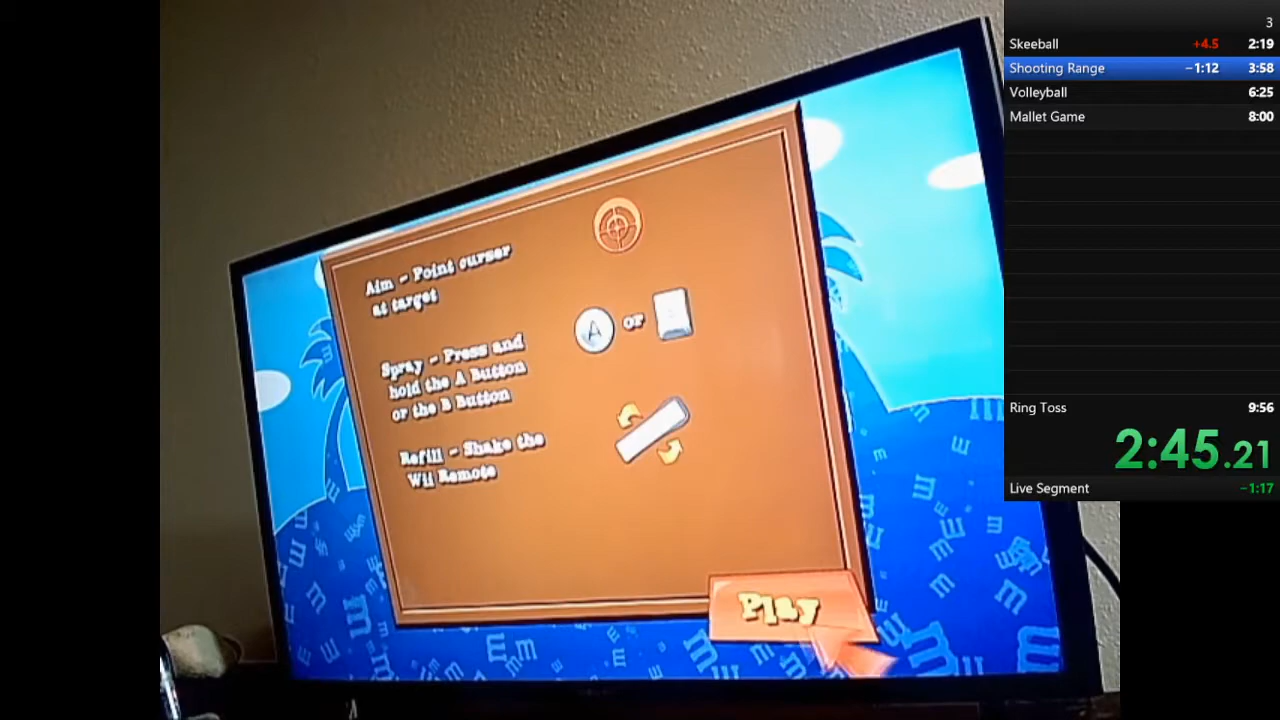 Aim - Point curser
at target
Spray - Press and
hold the A Button
or the B Button
A or
Refill - Shake the
Wii Remote
Play
3
Skeeball +4.5 2:19
Shooting Range −1:12 3:58
Volleyball 6:25
Mallet Game 8:00
Ring Toss 9:56
2:45.21
Live Segment −1:17